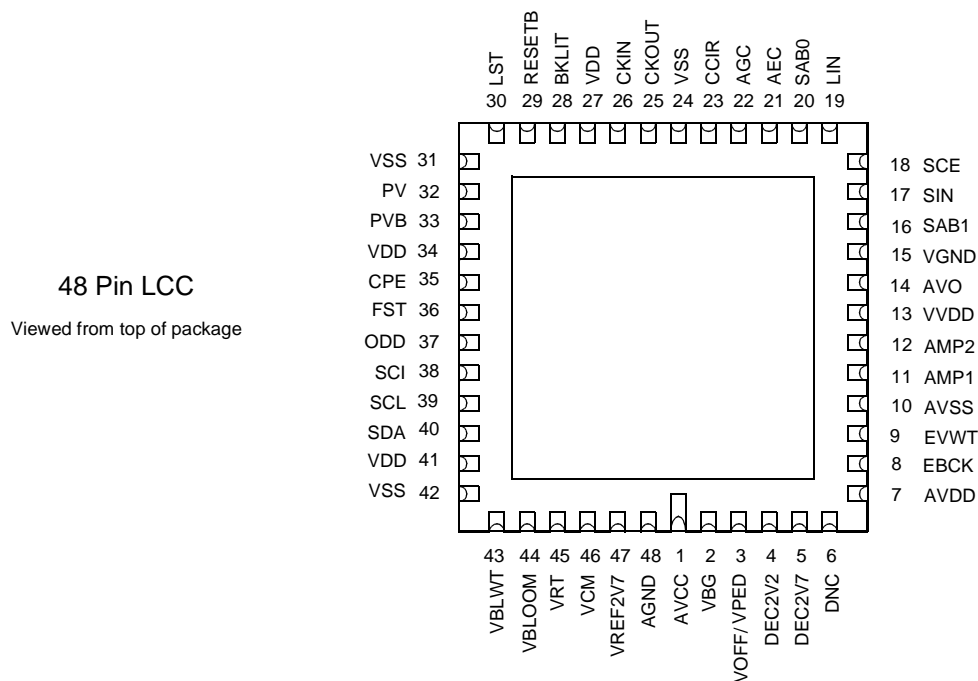 LST
RESETB
BKLIT
VDD
CKIN
CKOUT
VSS
CCIR
AGC
AEC
SAB0
LIN
30 29 28 27 26 25 24 23 22 21 20 19
VSS 31
PV 32
PVB 33
VDD 34
CPE 35
FST 36
ODD 37
SCI 38
SCL 39
SDA 40
VDD 41
VSS 42
48 Pin LCC
Viewed from top of package
18 SCE
17 SIN
16 SAB1
15 VGND
14 AVO
13 VVDD
12 AMP2
11 AMP1
10 AVSS
9 EVWT
8 EBCK
7 AVDD
43 44 45 46 47 48 1 2 3 4 5 6
VBLWT
VBLOOM
VRT
VCM
VREF2V7
AGND
AVCC
VBG
VOFF/ VPED
DEC2V2
DEC2V7
DNC